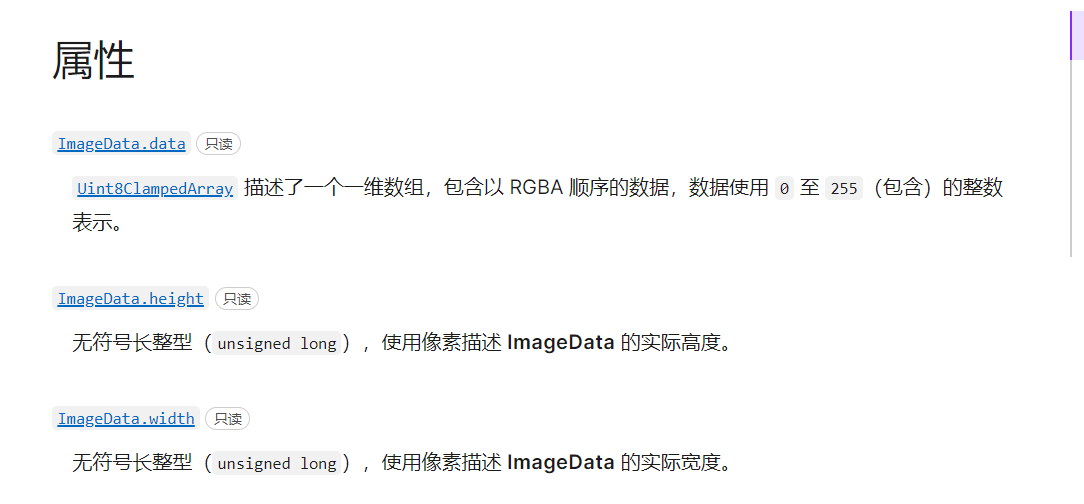 属性
ImageData.data 只读
Uint8ClampedArray 描述了一个一维数组，包含以 RGBA 顺序的数据，数据使用 0 至 255（包含）的整数
表示。
ImageData.height 只读
无符号长整型（unsigned long），使用像素描述 ImageData 的实际高度。
ImageData.width 只读
无符号长整型（unsigned long），使用像素描述 ImageData 的实际宽度。